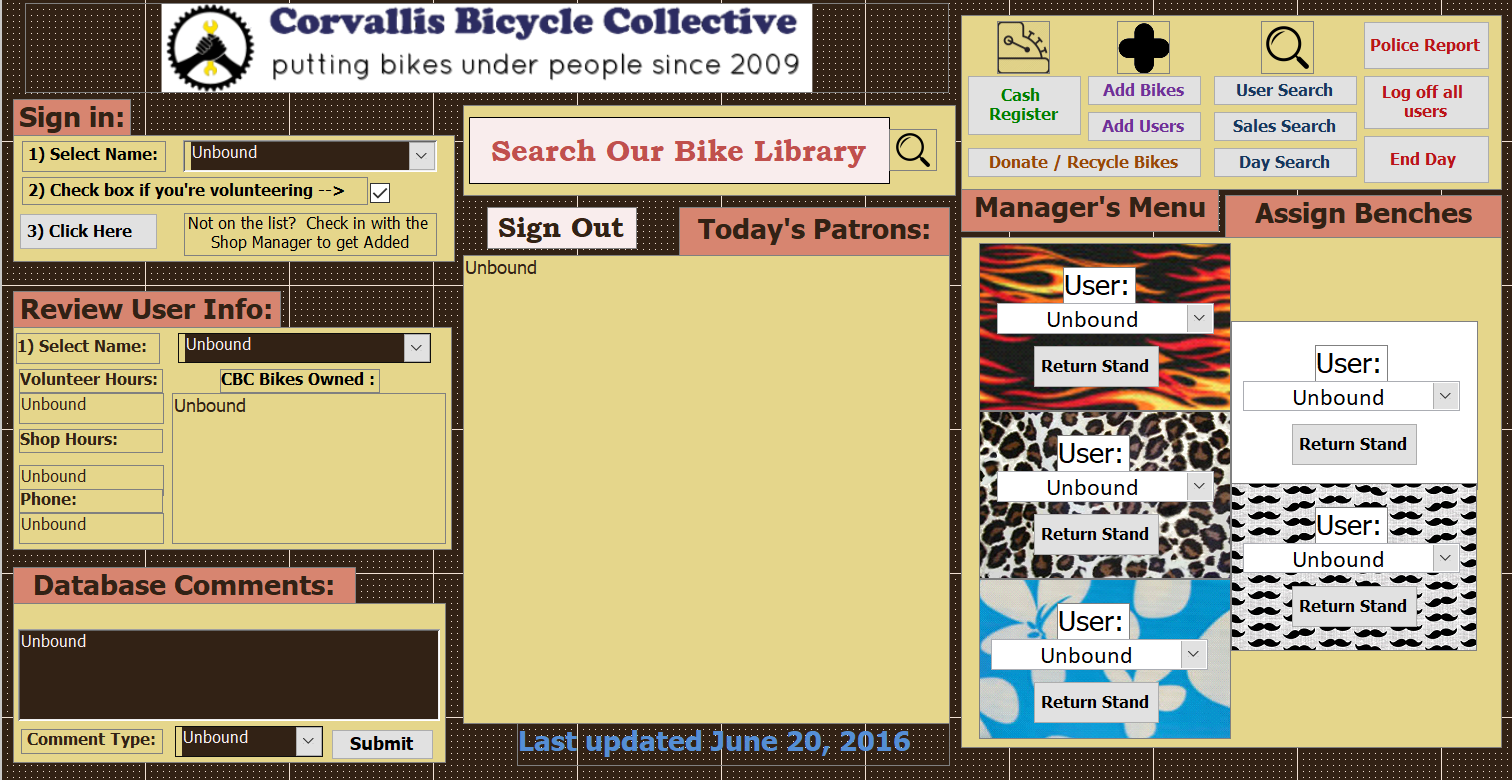 Corvallis Bicycle Collective
putting bikes under people since 2009
Sign in:
1) Select Name:
Unbound
2) Check box if you're volunteering -->
3) Click Here
Not on the list?  Check in with the
Shop Manager to get Added
Review User Info:
1) Select Name:
Unbound
Volunteer Hours:
CBC Bikes Owned :
Unbound
Unbound
Shop Hours:
Unbound
Phone:
Unbound
Database Comments:
Unbound
Comment Type:
Unbound
Submit
Search Our Bike Library
Sign Out
Today's Patrons:
Unbound
Last updated June 20, 2016
Cash
Register
Add Bikes
Add Users
Donate / Recycle Bikes
User Search
Sales Search
Day Search
Police Report
Log off all
users
End Day
Manager's Menu
Assign Benches
User:
Unbound
Return Stand
User:
Unbound
Return Stand
User:
Unbound
Return Stand
User:
Unbound
Return Stand
User:
Unbound
Return Stand